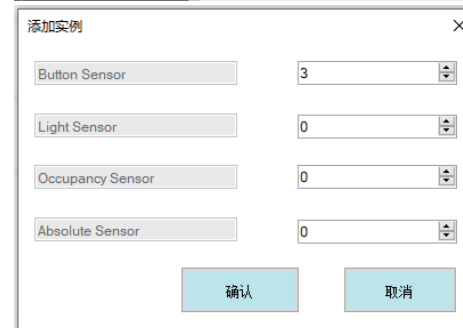 添加实例
Button Sensor 3
Light Sensor 0
Occupancy Sensor 0
Absolute Sensor 0
确认 取消